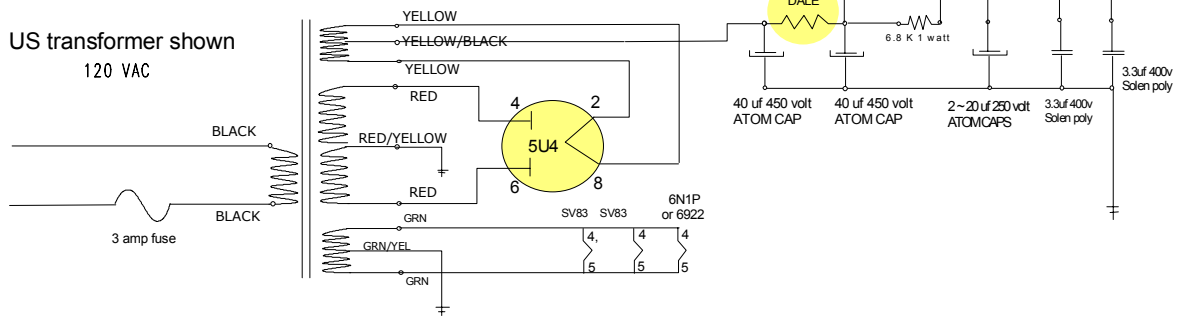 DALE
YELLOW
YELLOW/BLACK
YELLOW
RED
RED/YELLOW
RED
US transformer shown
120 VAC
BLACK
BLACK
3 amp fuse
4
2
5U4
6
8
GRN
GRN/YEL
GRN
SV83
SV83
6N1P
or 6922
4,
5
4
5
4
5
6.8 K 1 watt
40 uf 450 volt
ATOM CAP
40 uf 450 volt
ATOM CAP
2~20 uf 250 volt
ATOM CAPS
3.3uf 400v
Solen poly
3.3uf 400v
Solen poly